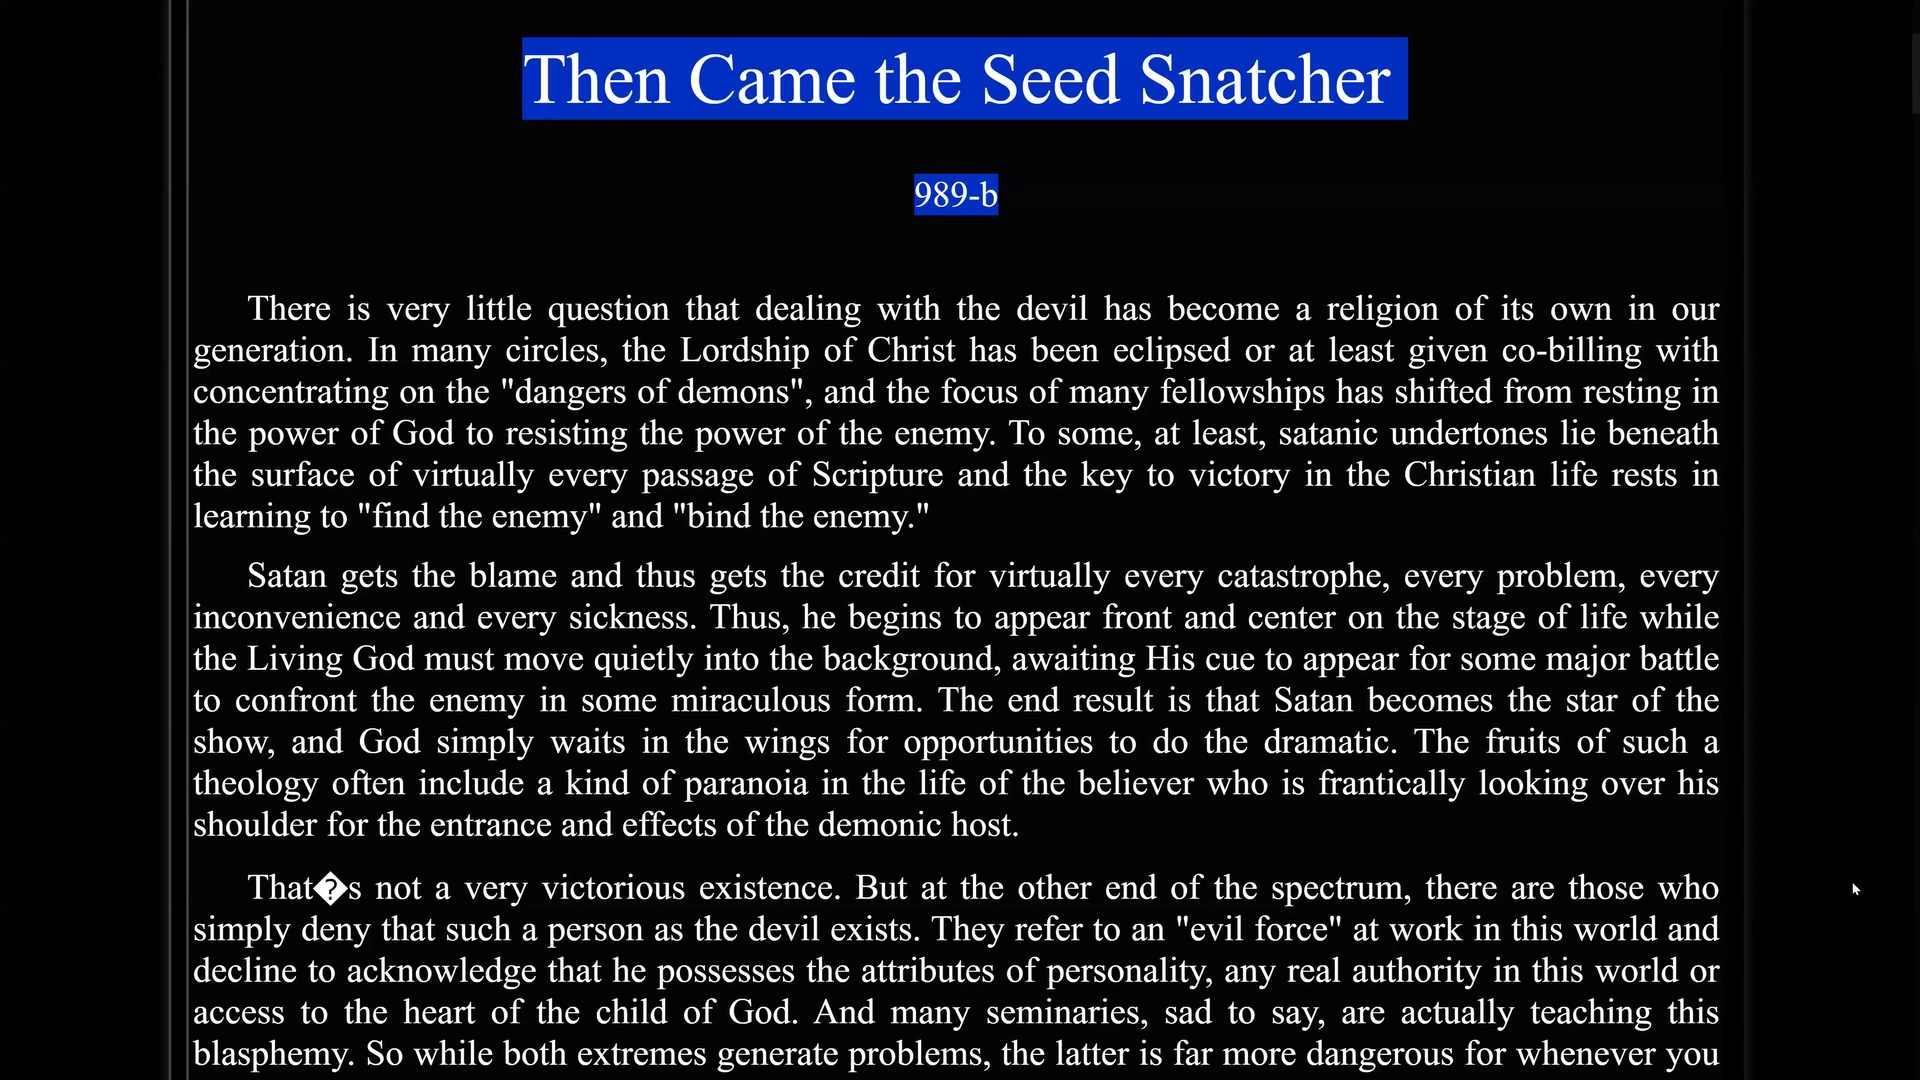 Then Came the Seed Snatcher
989-b
There is very little question that dealing with the devil has become a religion of its own in our
generation. In many circles, the Lordship of Christ has been eclipsed or at least given co-billing with
concentrating on the "dangers of demons", and the focus of many fellowships has shifted from resting in
the power of God to resisting the power of the enemy. To some, at least, satanic undertones lie beneath
the surface of virtually every passage of Scripture and the key to victory in the Christian life rests in
learning to "find the enemy" and "bind the enemy."
Satan gets the blame and thus gets the credit for virtually every catastrophe, every problem, every
inconvenience and every sickness. Thus, he begins to appear front and center on the stage of life while
the Living God must move quietly into the background, awaiting His cue to appear for some major battle
to confront the enemy in some miraculous form. The end result is that Satan becomes the star of the
show, and God simply waits in the wings for opportunities to do the dramatic. The fruits of such a
theology often include a kind of paranoia in the life of the believer who is frantically looking over his
shoulder for the entrance and effects of the demonic host.
That�s not a very victorious existence. But at the other end of the spectrum, there are those who
simply deny that such a person as the devil exists. They refer to an "evil force" at work in this world and
decline to acknowledge that he possesses the attributes of personality, any real authority in this world or
access to the heart of the child of God. And many seminaries, sad to say, are actually teaching this
blasphemy. So while both extremes generate problems, the latter is far more dangerous for whenever you